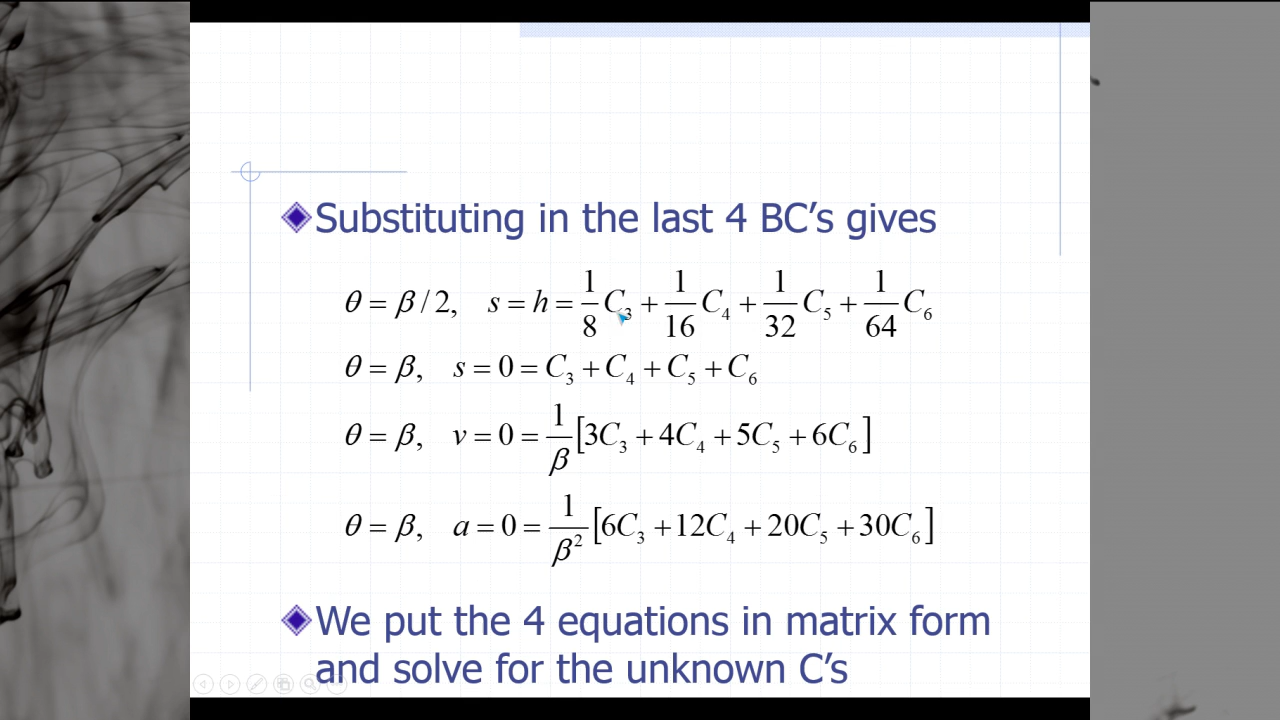 Substituting in the last 4 BC's gives
θ = β / 2, s = h = 1/8 C₃ + 1/16 C₄ + 1/32 C₅ + 1/64 C₆
θ = β, s = 0 = C₃ + C₄ + C₅ + C₆
θ = β, v = 0 = 1/β [3C₃ + 4C₄ + 5C₅ + 6C₆]
θ = β, a = 0 = 1/β² [6C₃ + 12C₄ + 20C₅ + 30C₆]
We put the 4 equations in matrix form
and solve for the unknown C's